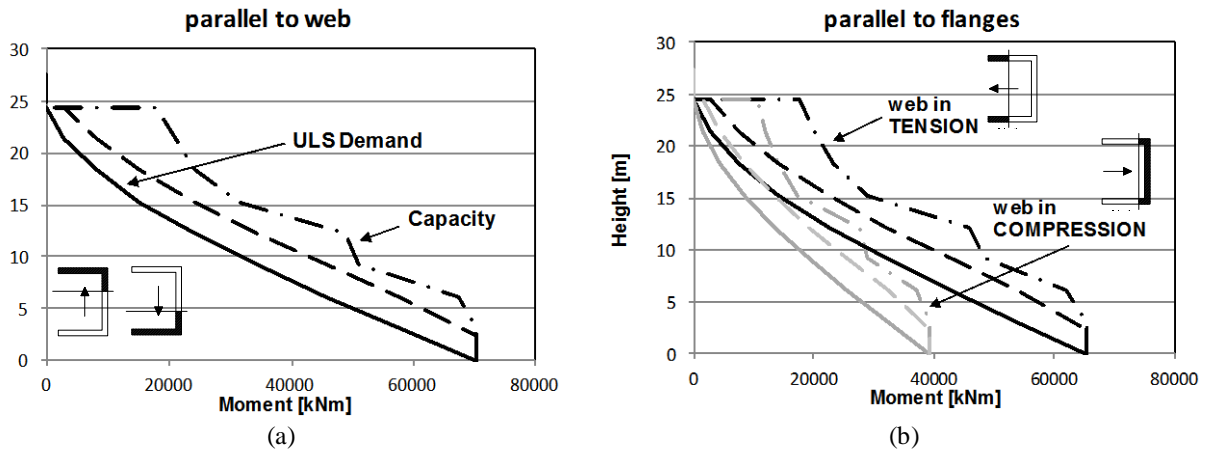 parallel to web
30
25
20
15
10
5
0
ULS Demand
Capacity
0
20000
40000
60000
80000
Moment [kNm]
(a)
parallel to flanges
Height [m]
30
25
20
15
10
5
0
web in
TENSION
web in
COMPRESSION
0
20000
40000
60000
80000
Moment [kNm]
(b)